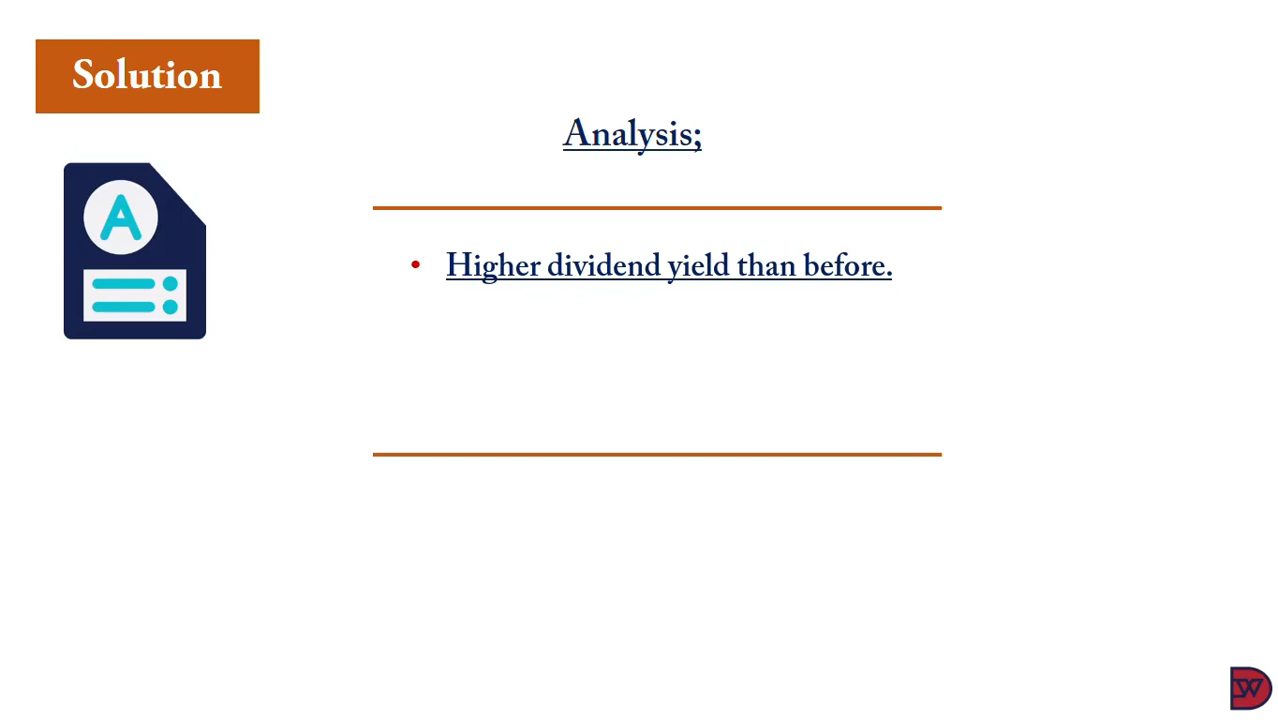 Solution
Analysis;
A
• Higher dividend yield than before.